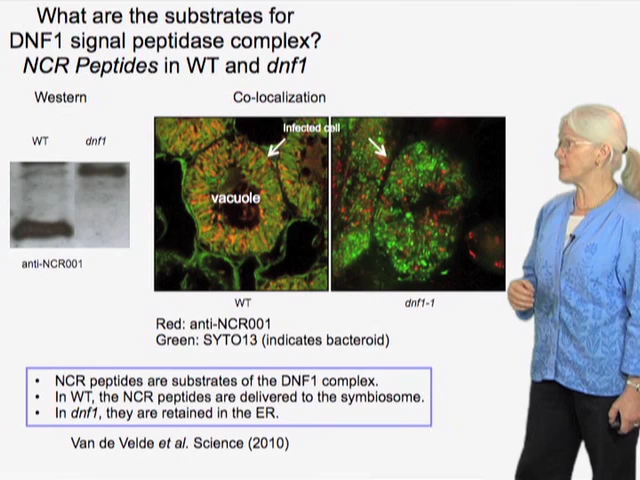 What are the substrates for
DNF1 signal peptidase complex?
NCR Peptides in WT and dnf1
Western
Co-localization
WT
dnf1
Infected cell
vacuole
anti-NCR001
WT
dnf1-1
Red: anti-NCR001
Green: SYTO13 (indicates bacteroid)
• NCR peptides are substrates of the DNF1 complex.
• In WT, the NCR peptides are delivered to the symbiosome.
• In dnf1, they are retained in the ER.
Van de Velde et al. Science (2010)